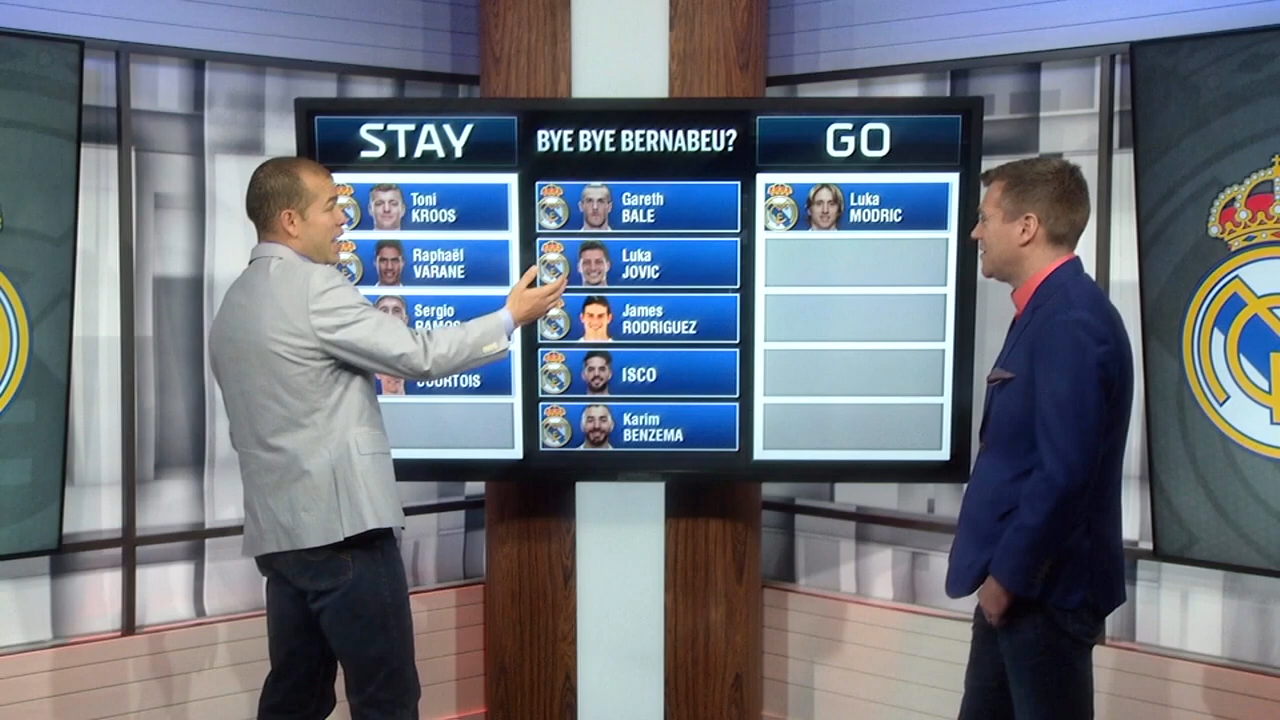 STAY
BYE BYE BERNABEU?
GO
Toni
KROOS
Raphaël
VARANE
Sergio
RAMOS
COURTOIS
Gareth
BALE
Luka
JOVIC
James
RODRIGUEZ
ISCO
Karim
BENZEMA
Luka
MODRIC